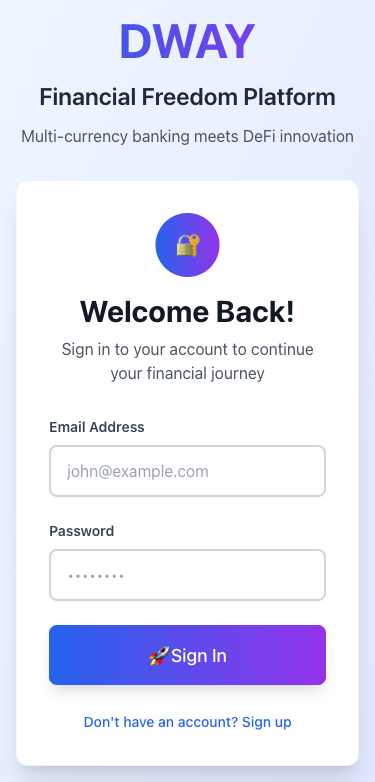 DWAY
Financial Freedom Platform
Multi-currency banking meets DeFi innovation
Welcome Back!
Sign in to your account to continue
your financial journey
Email Address
john@example.com
Password
••••••••
🚀Sign In
Don't have an account? Sign up